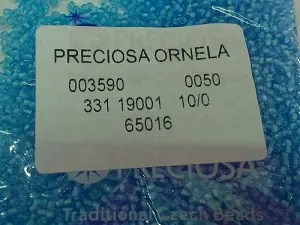 PRECIOSA ORNELA
003590 0050
331 19001 10/0
65016
PRECIOSA
Traditional Czech Beads